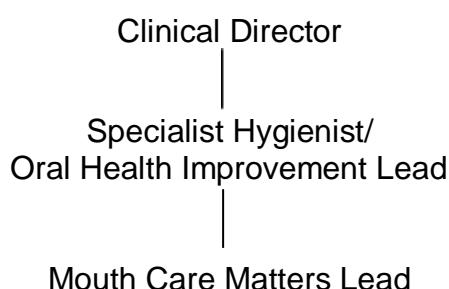 Clinical Director
Specialist Hygienist/
Oral Health Improvement Lead
Mouth Care Matters Lead